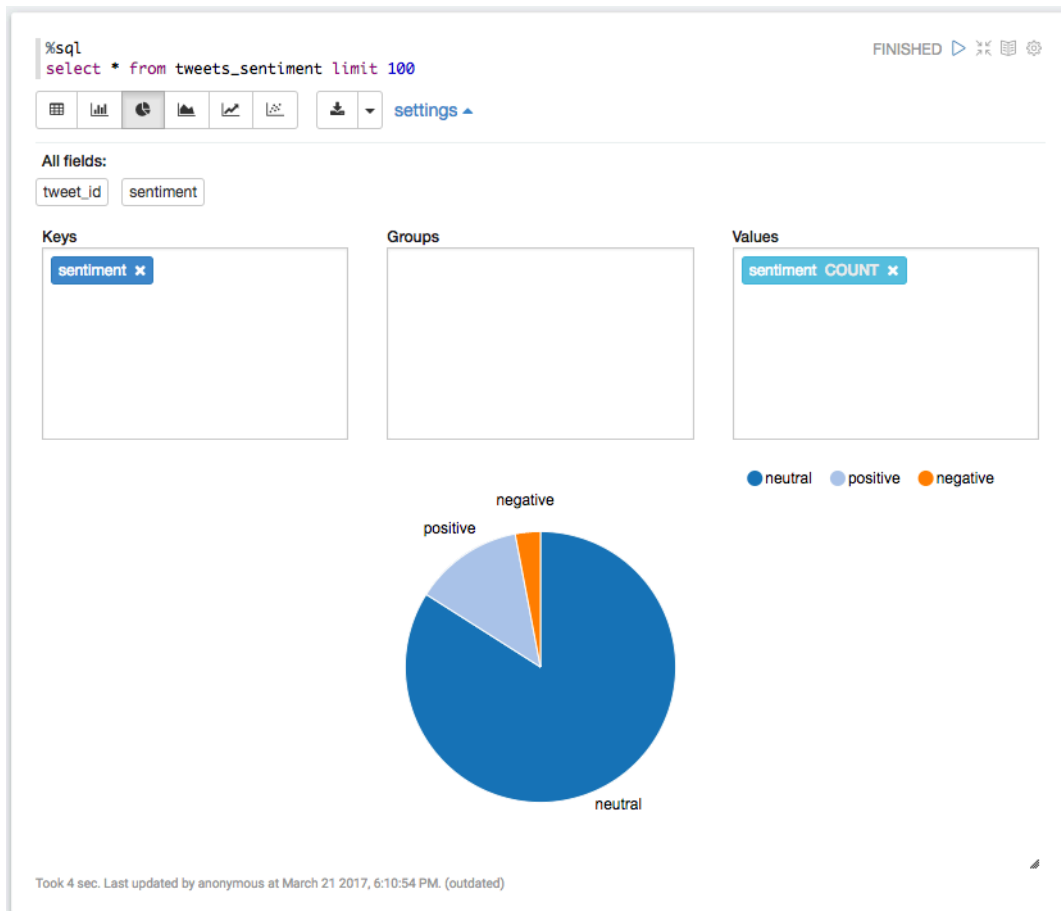 %sql
FINISHED
select * from tweets_sentiment limit 100
settings
All fields:
tweet_id sentiment
Keys Groups Values
sentiment × sentiment COUNT ×
neutral positive negative
negative
positive
neutral
Took 4 sec. Last updated by anonymous at March 21 2017, 6:10:54 PM. (outdated)